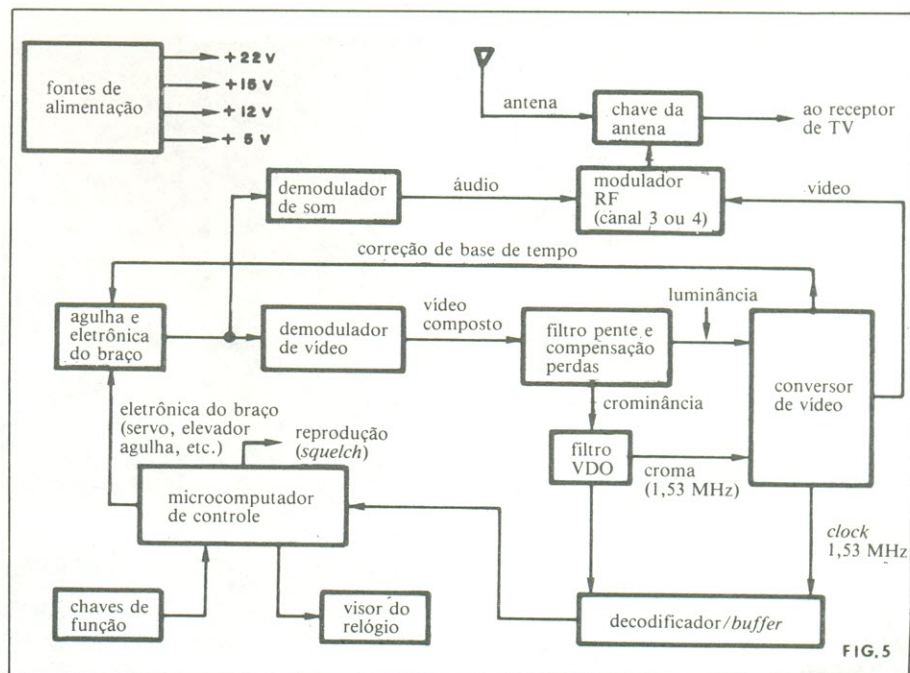 fontes de
alimentação
+22 V
+15 V
+12 V
+ 5 V
antena
chave da
antena
ao receptor
de TV
demodulador
de som
áudio
modulador
RF
(canal 3 ou 4)
vídeo
correção de base de tempo
agulha e
eletrônica
do braço
demodulador
de vídeo
vídeo
composto
filtro pente e
compensação
perdas
luminância
conversor
de vídeo
crominância
filtro
VDO
croma
(1,53 MHz)
eletrônica do braço
(servo, elevador
agulha, etc.)
reprodução
(squelch)
microcomputador
de controle
clock
1,53 MHz
chaves de
função
visor do
relógio
decodificador/buffer
FIG.5